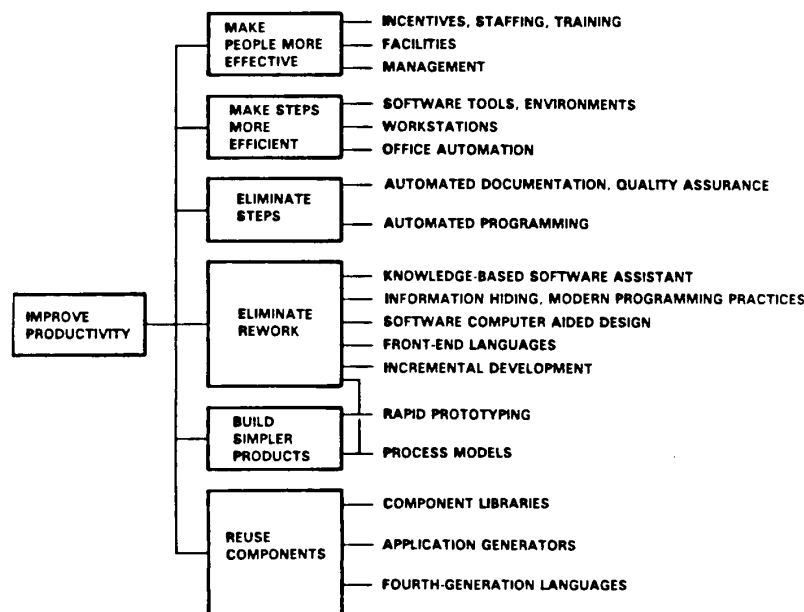 MAKE
PEOPLE MORE
EFFECTIVE
INCENTIVES, STAFFING, TRAINING
FACILITIES
MANAGEMENT
MAKE STEPS
MORE
EFFICIENT
SOFTWARE TOOLS, ENVIRONMENTS
WORKSTATIONS
OFFICE AUTOMATION
ELIMINATE
STEPS
AUTOMATED DOCUMENTATION, QUALITY ASSURANCE
AUTOMATED PROGRAMMING
IMPROVE
PRODUCTIVITY
ELIMINATE
REWORK
KNOWLEDGE-BASED SOFTWARE ASSISTANT
INFORMATION HIDING, MODERN PROGRAMMING PRACTICES
SOFTWARE COMPUTER AIDED DESIGN
FRONT-END LANGUAGES
INCREMENTAL DEVELOPMENT
BUILD
SIMPLER
PRODUCTS
RAPID PROTOTYPING
PROCESS MODELS
REUSE
COMPONENTS
COMPONENT LIBRARIES
APPLICATION GENERATORS
FOURTH-GENERATION LANGUAGES